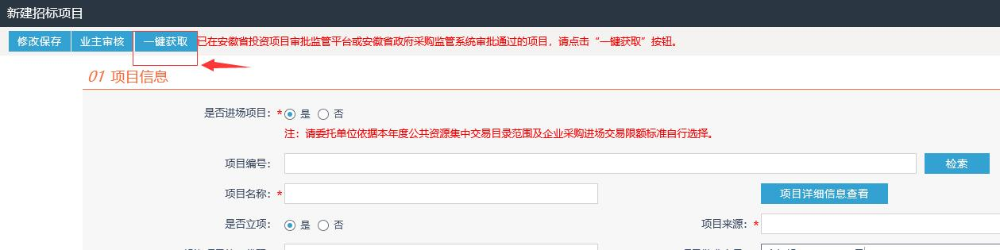 新建招标项目
修改保存 业主审核 一键获取 已在安徽省投资项目审批监管平台或安徽省政府采购监管系统审批通过的项目，请点击“一键获取”按钮。
01 项目信息
是否进场项目：* 是 否
注：请委托单位依据本年度公共资源集中交易目录范围及企业采购进场交易限额标准自行选择。
项目编号： 检索
项目名称：* 项目详细信息查看
是否立项： 是 否 项目来源：*